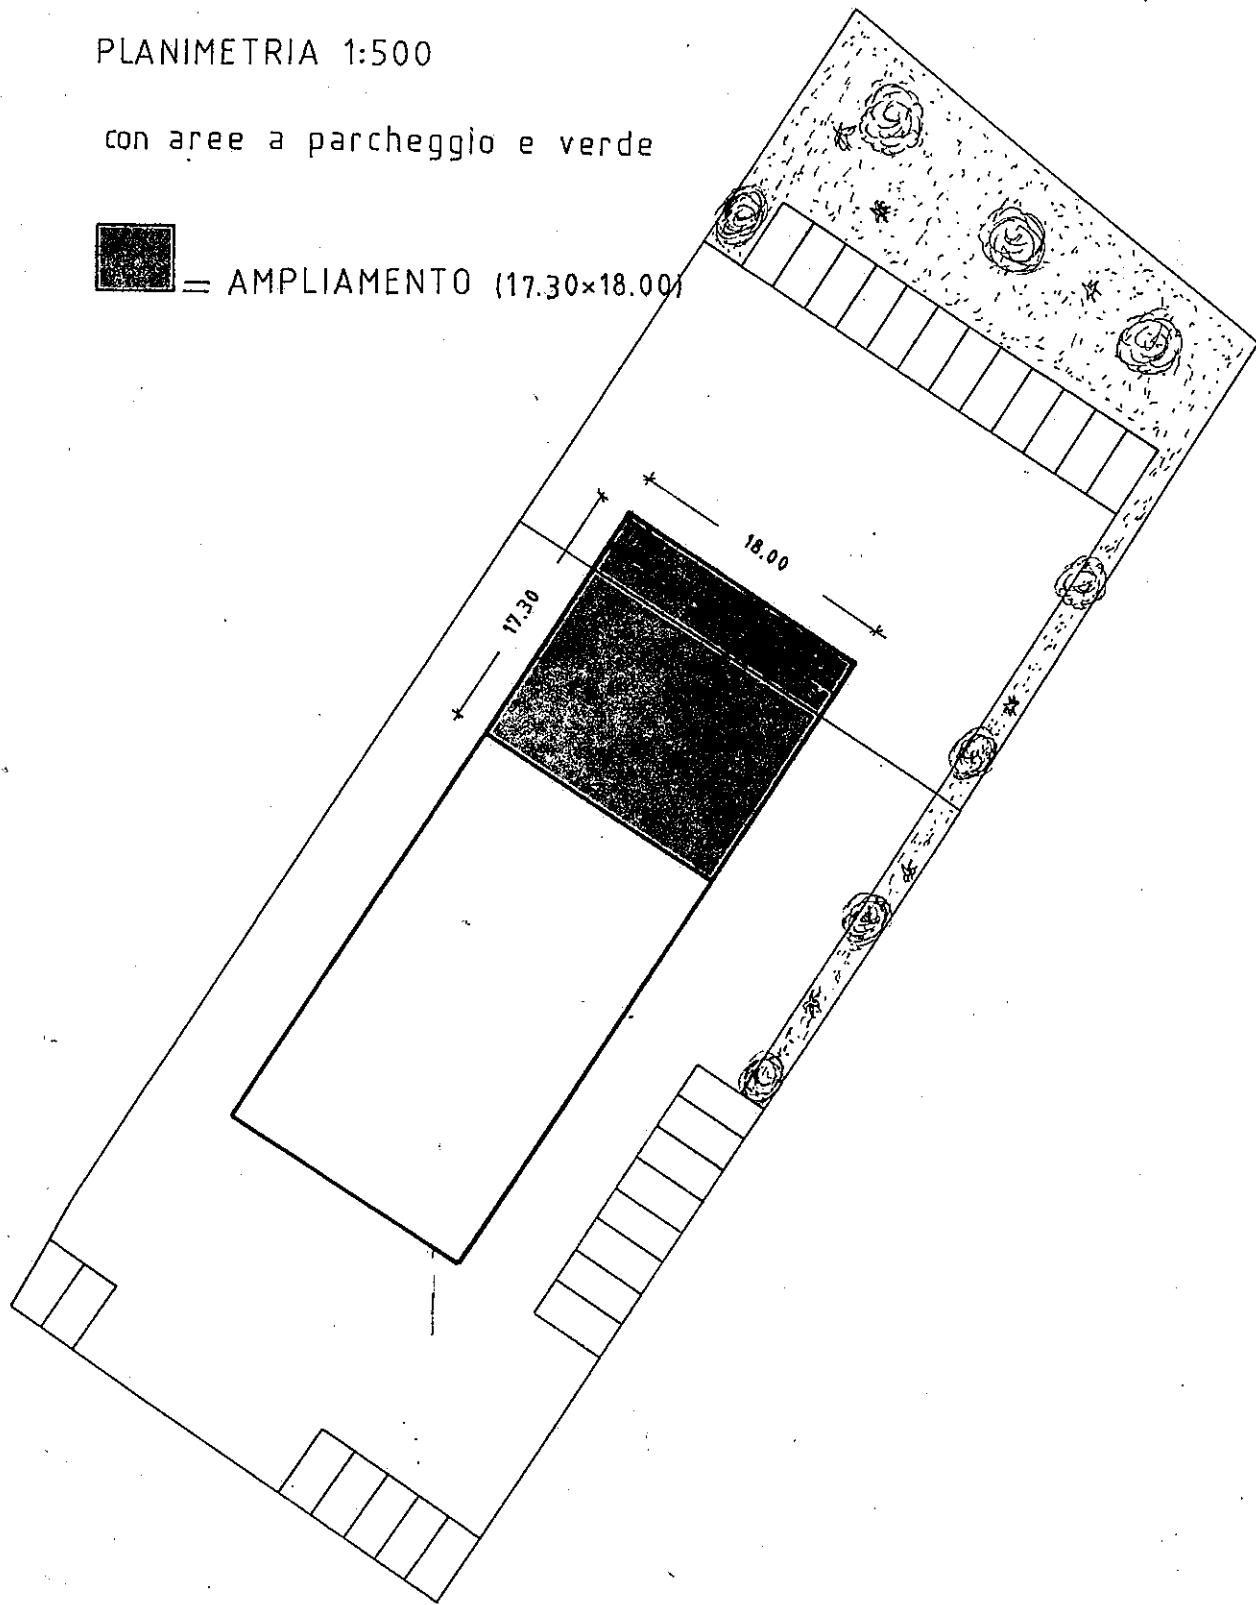 PLANIMETRIA 1:500
con aree a parcheggio e verde
= AMPLIAMENTO (17.30×18.00)
18.00
17.30